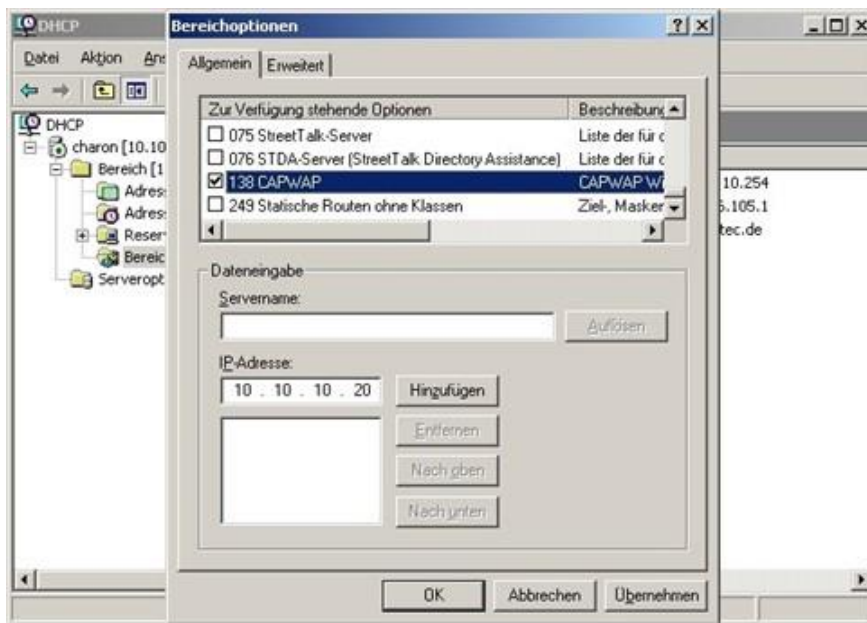 DHCP
Datei Aktion
Bereichoptionen
Allgemein Erweitert
Zur Verfügung stehende Optionen Beschreibung
075 StreetTalk-Server Liste der für
076 STDA-Server (StreetTalk Directory Assistance) Liste der für
138 CAPWAP CAPWAP
249 Statische Routen ohne Klassen Ziel-, Masker
DHCP
charon [10.10
Bereich [1
Adres
Adres
Reser
Bereic
Serveropt
10.254
.105.1
tec.de
Dateneingabe
Servername:
Auflösen
IP-Adresse:
10 . 10 . 10 . 20
Hinzufügen
Entfernen
Nach oben
Nach unten
OK Abbrechen Übernehmen